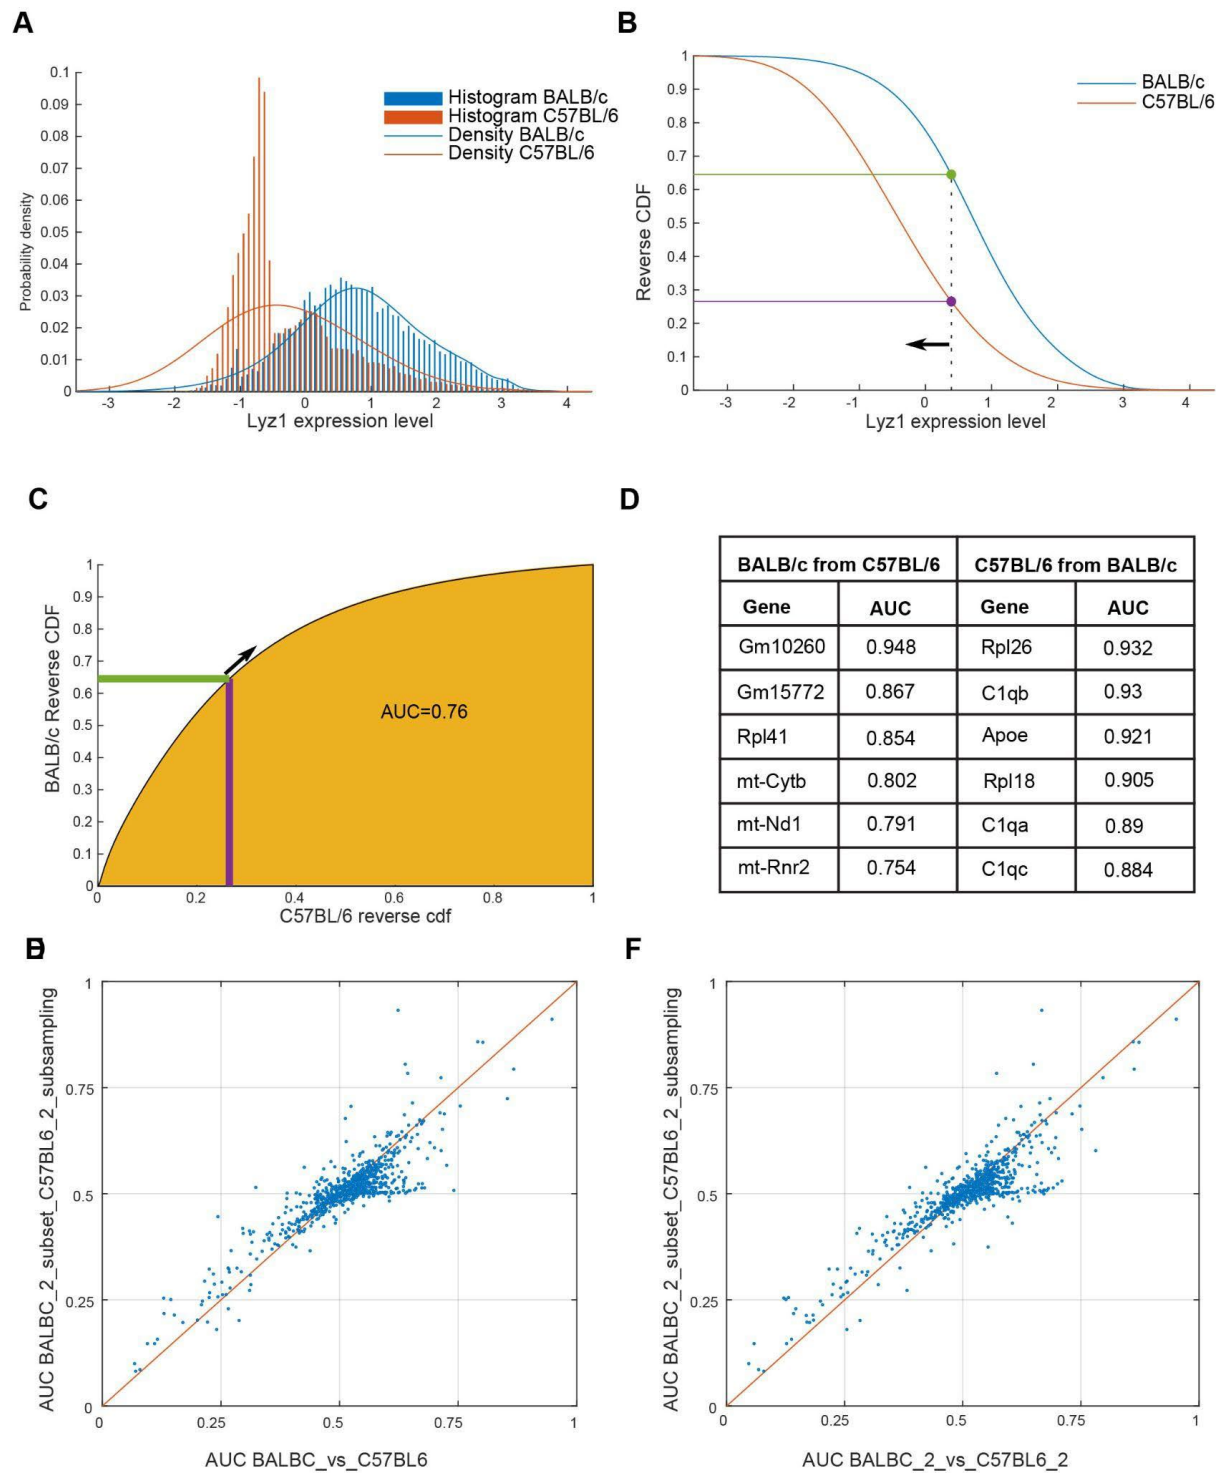 A
0.1
0.09
0.08
0.07
0.06
0.05
0.04
0.03
0.02
0.01
0
Probability density
-3 -2 -1 0 1 2 3 4
Lyz1 expression level
Histogram BALB/c
Histogram C57BL/6
Density BALB/c
Density C57BL/6
B
1
0.9
0.8
0.7
0.6
0.5
0.4
0.3
0.2
0.1
0
Reverse CDF
-3 -2 -1 0 1 2 3 4
Lyz1 expression level
BALB/c
C57BL/6
C
1
0.9
0.8
0.7
0.6
0.5
0.4
0.3
0.2
0.1
0
BALB/c Reverse CDF
AUC=0.76
0 0.2 0.4 0.6 0.8 1
C57BL/6 reverse cdf
D
BALB/c from C57BL/6 C57BL/6 from BALB/c
Gene AUC Gene AUC
Gm10260 0.948 Rpl26 0.932
Gm15772 0.867 C1qb 0.93
Rpl41 0.854 Apoe 0.921
mt-Cytb 0.802 Rpl18 0.905
mt-Nd1 0.791 C1qa 0.89
mt-Rnr2 0.754 C1qc 0.884
1
0.75
0.5
0.25
0
AUC BALBC_2_subset_C57BL6_2_subsampling
0 0.25 0.5 0.75 1
AUC BALBC_vs_C57BL6
F
1
0.75
0.5
0.25
0
AUC BALBC_2_subset_C57BL6_2_subsampling
0 0.25 0.5 0.75 1
AUC BALBC_2_vs_C57BL6_2